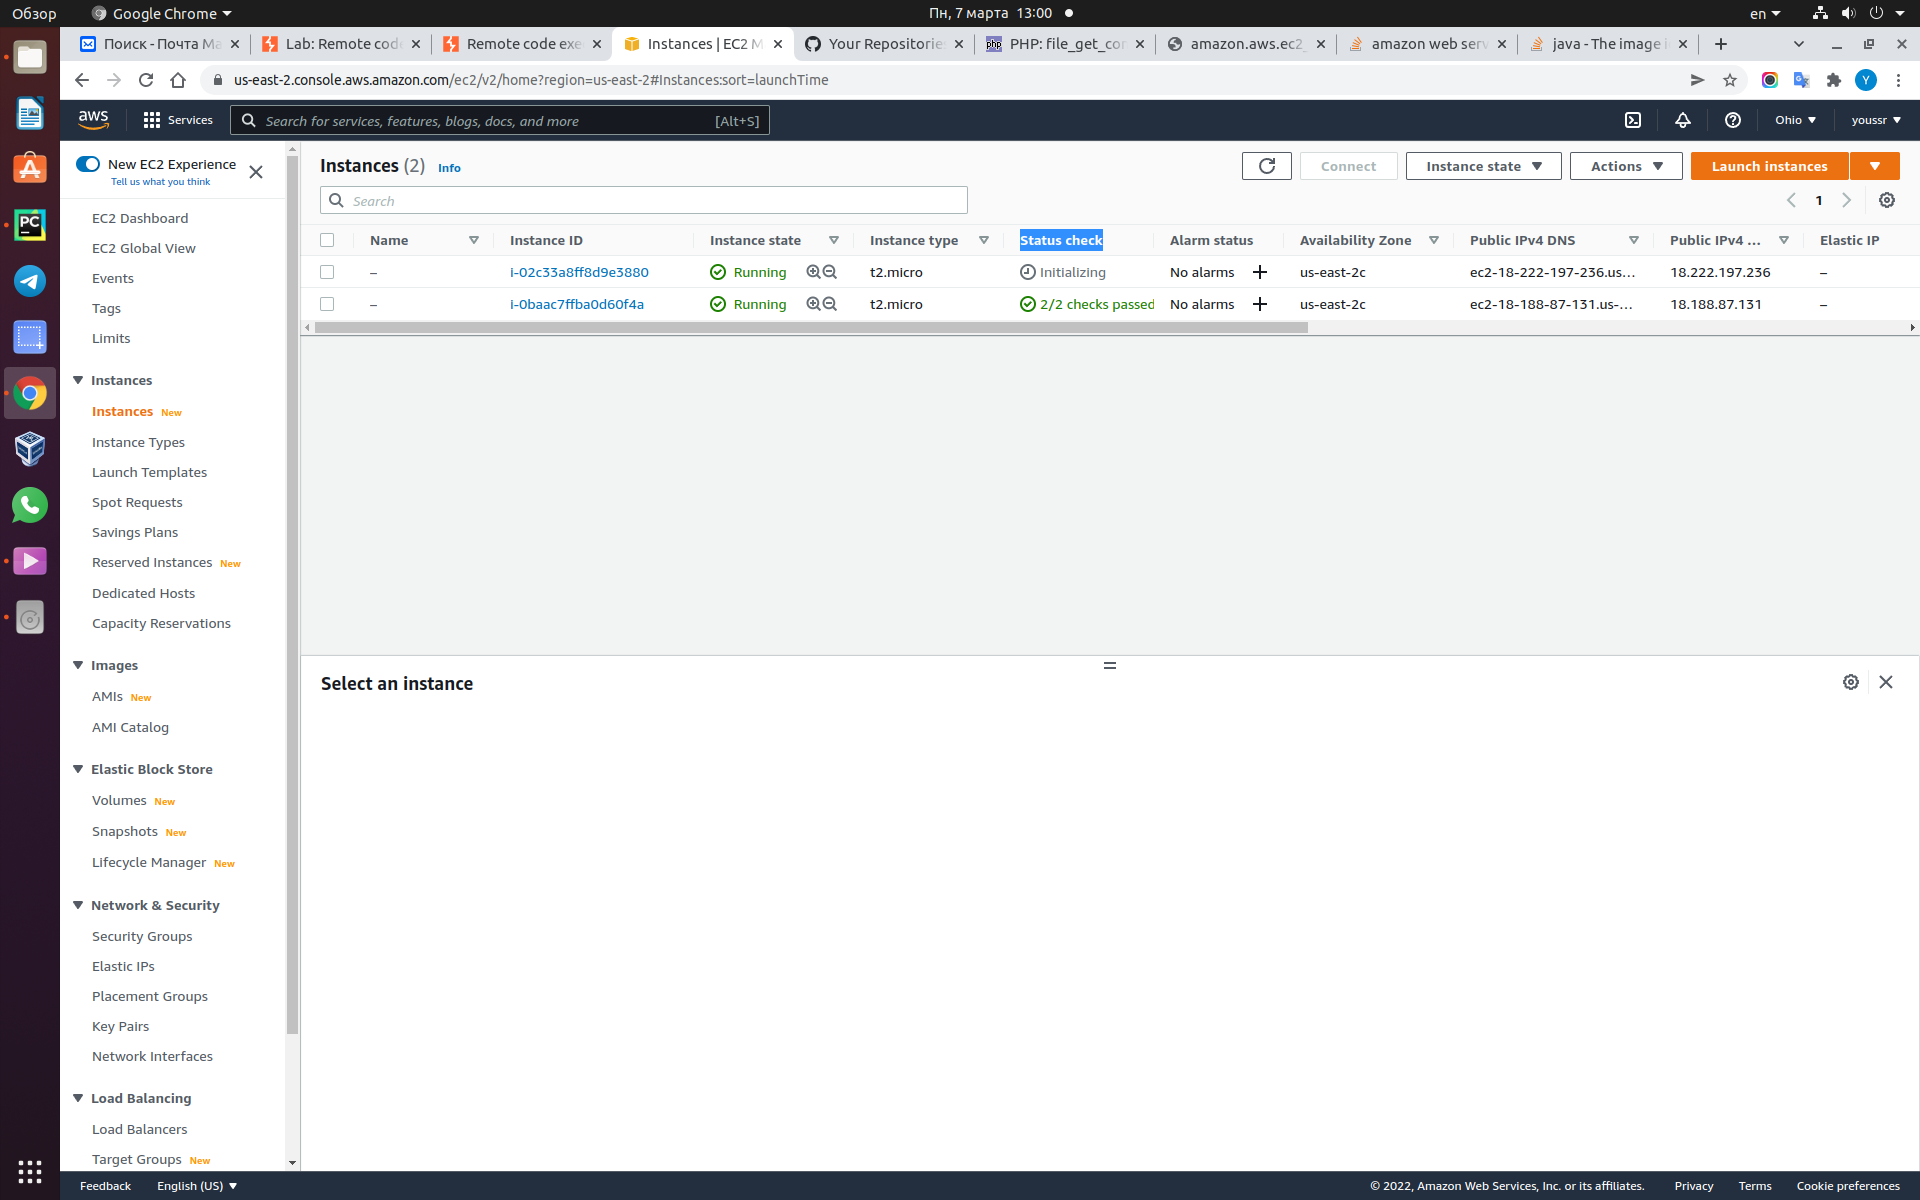 Обзор
Google Chrome
Пн, 7 марта 13:00
en
Поиск - Почта Ma
Lab: Remote code
Remote code exe
Instances | EC2 M
Your Repositories
PHP: file_get_con
amazon.aws.ec2_
amazon web serv
java - The image i
us-east-2.console.aws.amazon.com/ec2/v2/home?region=us-east-2#Instances:sort=launchTime
Y
aws
Services
Search for services, features, blogs, docs, and more
[Alt+S]
Ohio
youssr
New EC2 Experience
Tell us what you think
EC2 Dashboard
EC2 Global View
Events
Tags
Limits
Instances
Instances New
Instance Types
Launch Templates
Spot Requests
Savings Plans
Reserved Instances New
Dedicated Hosts
Capacity Reservations
Images
AMIs New
AMI Catalog
Elastic Block Store
Volumes New
Snapshots New
Lifecycle Manager New
Network & Security
Security Groups
Elastic IPs
Placement Groups
Key Pairs
Network Interfaces
Load Balancing
Load Balancers
Target Groups New
Instances (2) Info
Connect
Instance state
Actions
Launch instances
Search
1
Name Instance ID Instance state Instance type Status check Alarm status Availability Zone Public IPv4 DNS Public IPv4 ... Elastic IP
– i-02c33a8ff8d9e3880 Running t2.micro Initializing No alarms us-east-2c ec2-18-222-197-236.us... 18.222.197.236 –
– i-0baac7ffba0d60f4a Running t2.micro 2/2 checks passed No alarms us-east-2c ec2-18-188-87-131.us-... 18.188.87.131 –
Select an instance
PC
php
Feedback
English (US)
© 2022, Amazon Web Services, Inc. or its affiliates.
Privacy
Terms
Cookie preferences